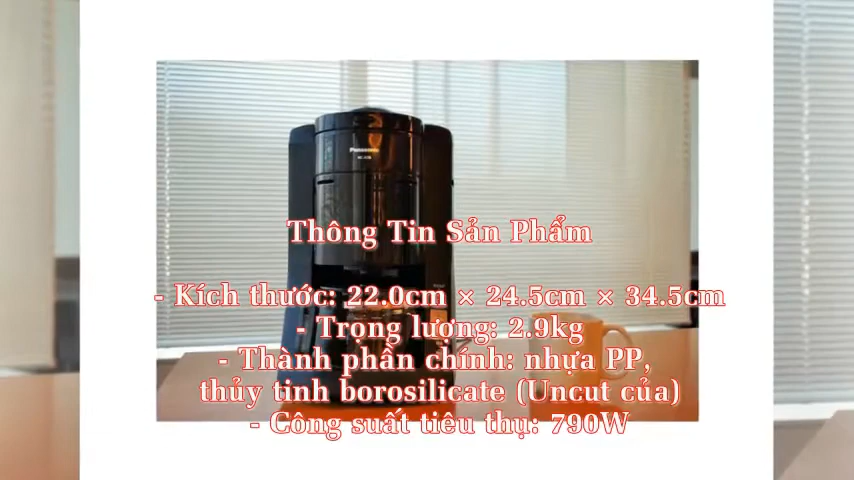 Panasonic
Thông Tin Sản Phẩm
- Kích thước: 22.0cm × 24.5cm × 34.5cm
- Trọng lượng: 2.9kg
- Thành phần chính: nhựa PP,
thủy tinh borosilicate (Uncut của)
- Công suất tiêu thụ: 790W